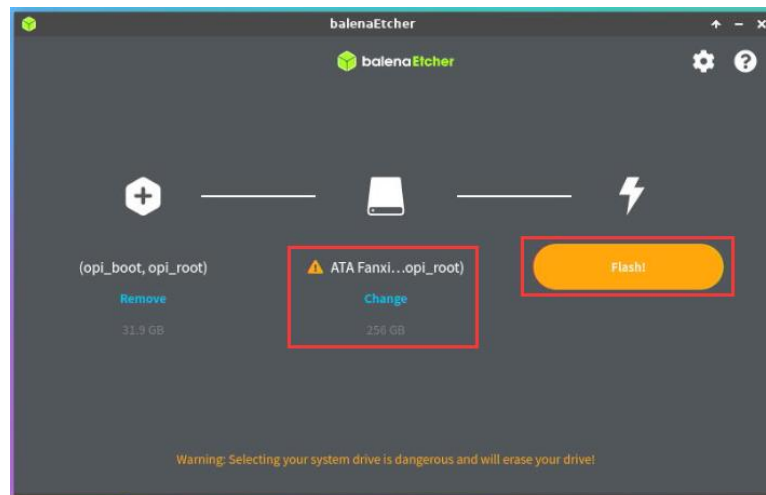 balenaEtcher
balenaEtcher
(opi_boot, opi_root)
Remove
31.9 GB
ATA Fanxi...opi_root)
Change
256 GB
Flash!
Warning: Selecting your system drive is dangerous and will erase your drive!